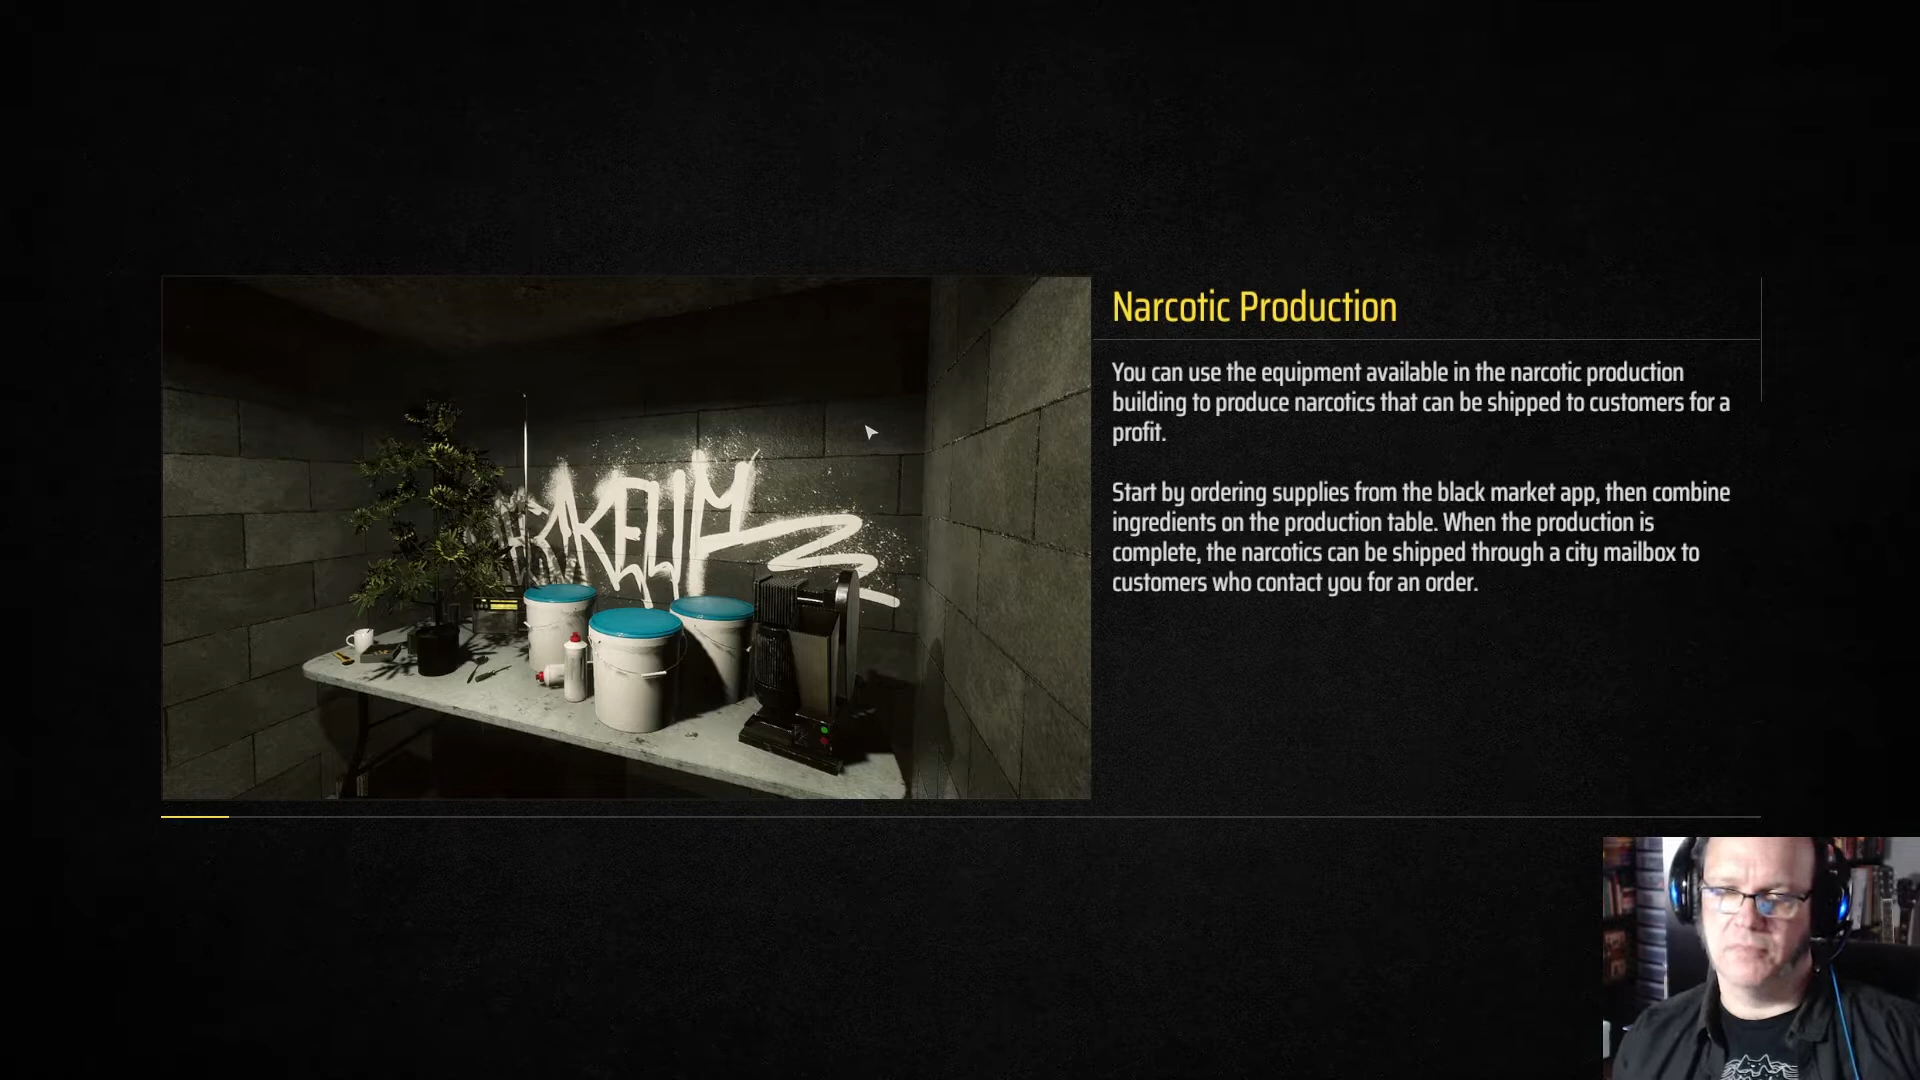 Narcotic Production
You can use the equipment available in the narcotic production
building to produce narcotics that can be shipped to customers for a
profit.
Start by ordering supplies from the black market app, then combine
ingredients on the production table. When the production is
complete, the narcotics can be shipped through a city mailbox to
customers who contact you for an order.